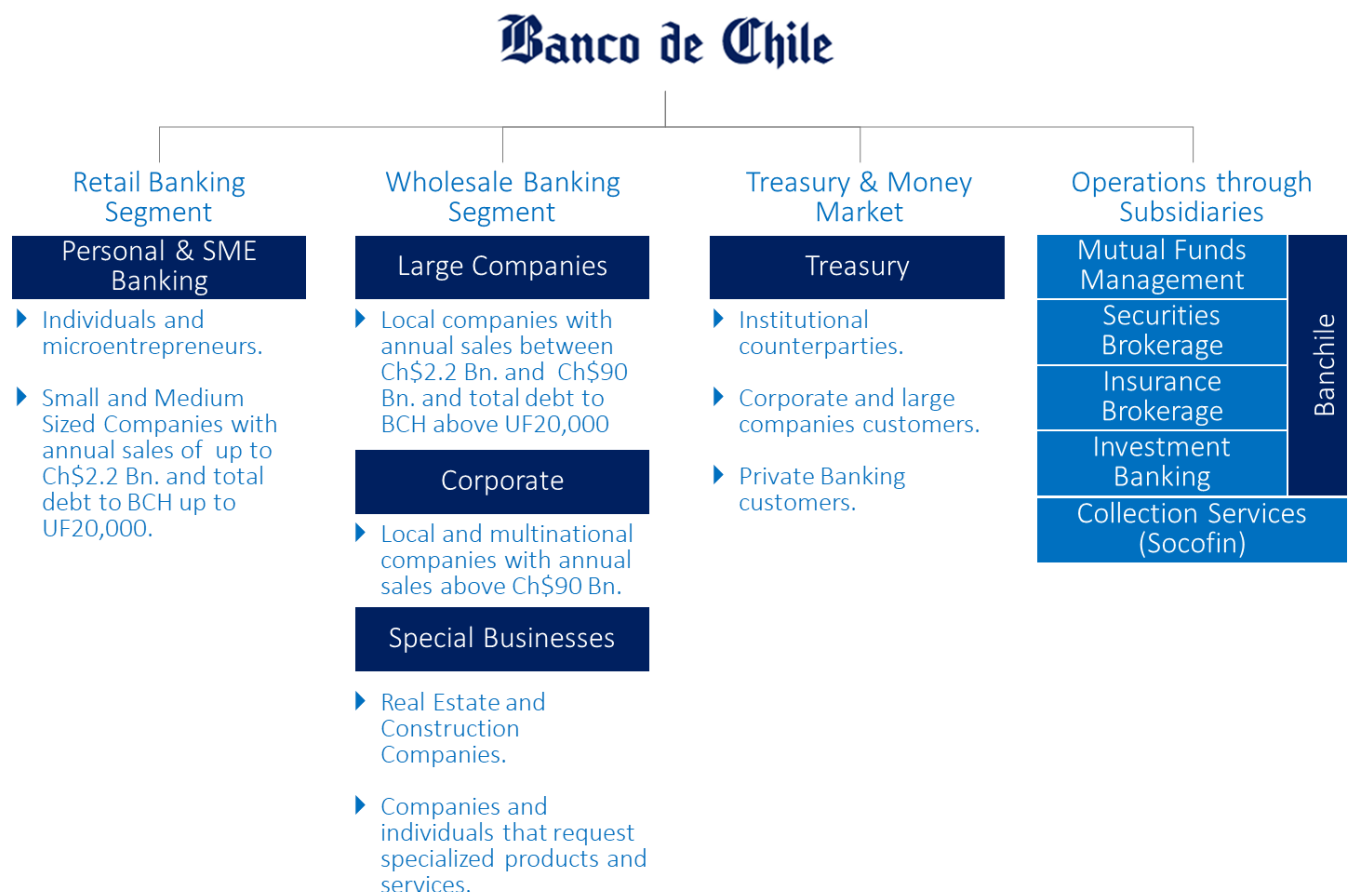 Banco de Chile
Retail Banking
Segment
Personal & SME
Banking
Individuals and
microentrepreneurs.
Small and Medium
Sized Companies with
annual sales of up to
Ch$2.2 Bn. and total
debt to BCH up to
UF20,000.
Wholesale Banking
Segment
Large Companies
Local companies with
annual sales between
Ch$2.2 Bn. and Ch$90
Bn. and total debt to
BCH above UF20,000
Corporate
Local and multinational
companies with annual
sales above Ch$90 Bn.
Special Businesses
Real Estate and
Construction
Companies.
Companies and
individuals that request
specialized products and
services.
Treasury & Money
Market
Treasury
Institutional
counterparties.
Corporate and large
companies customers.
Private Banking
customers.
Operations through
Subsidiaries
Mutual Funds
Management
Securities
Brokerage
Insurance
Brokerage
Investment
Banking
Banchile
Collection Services
(Socofin)